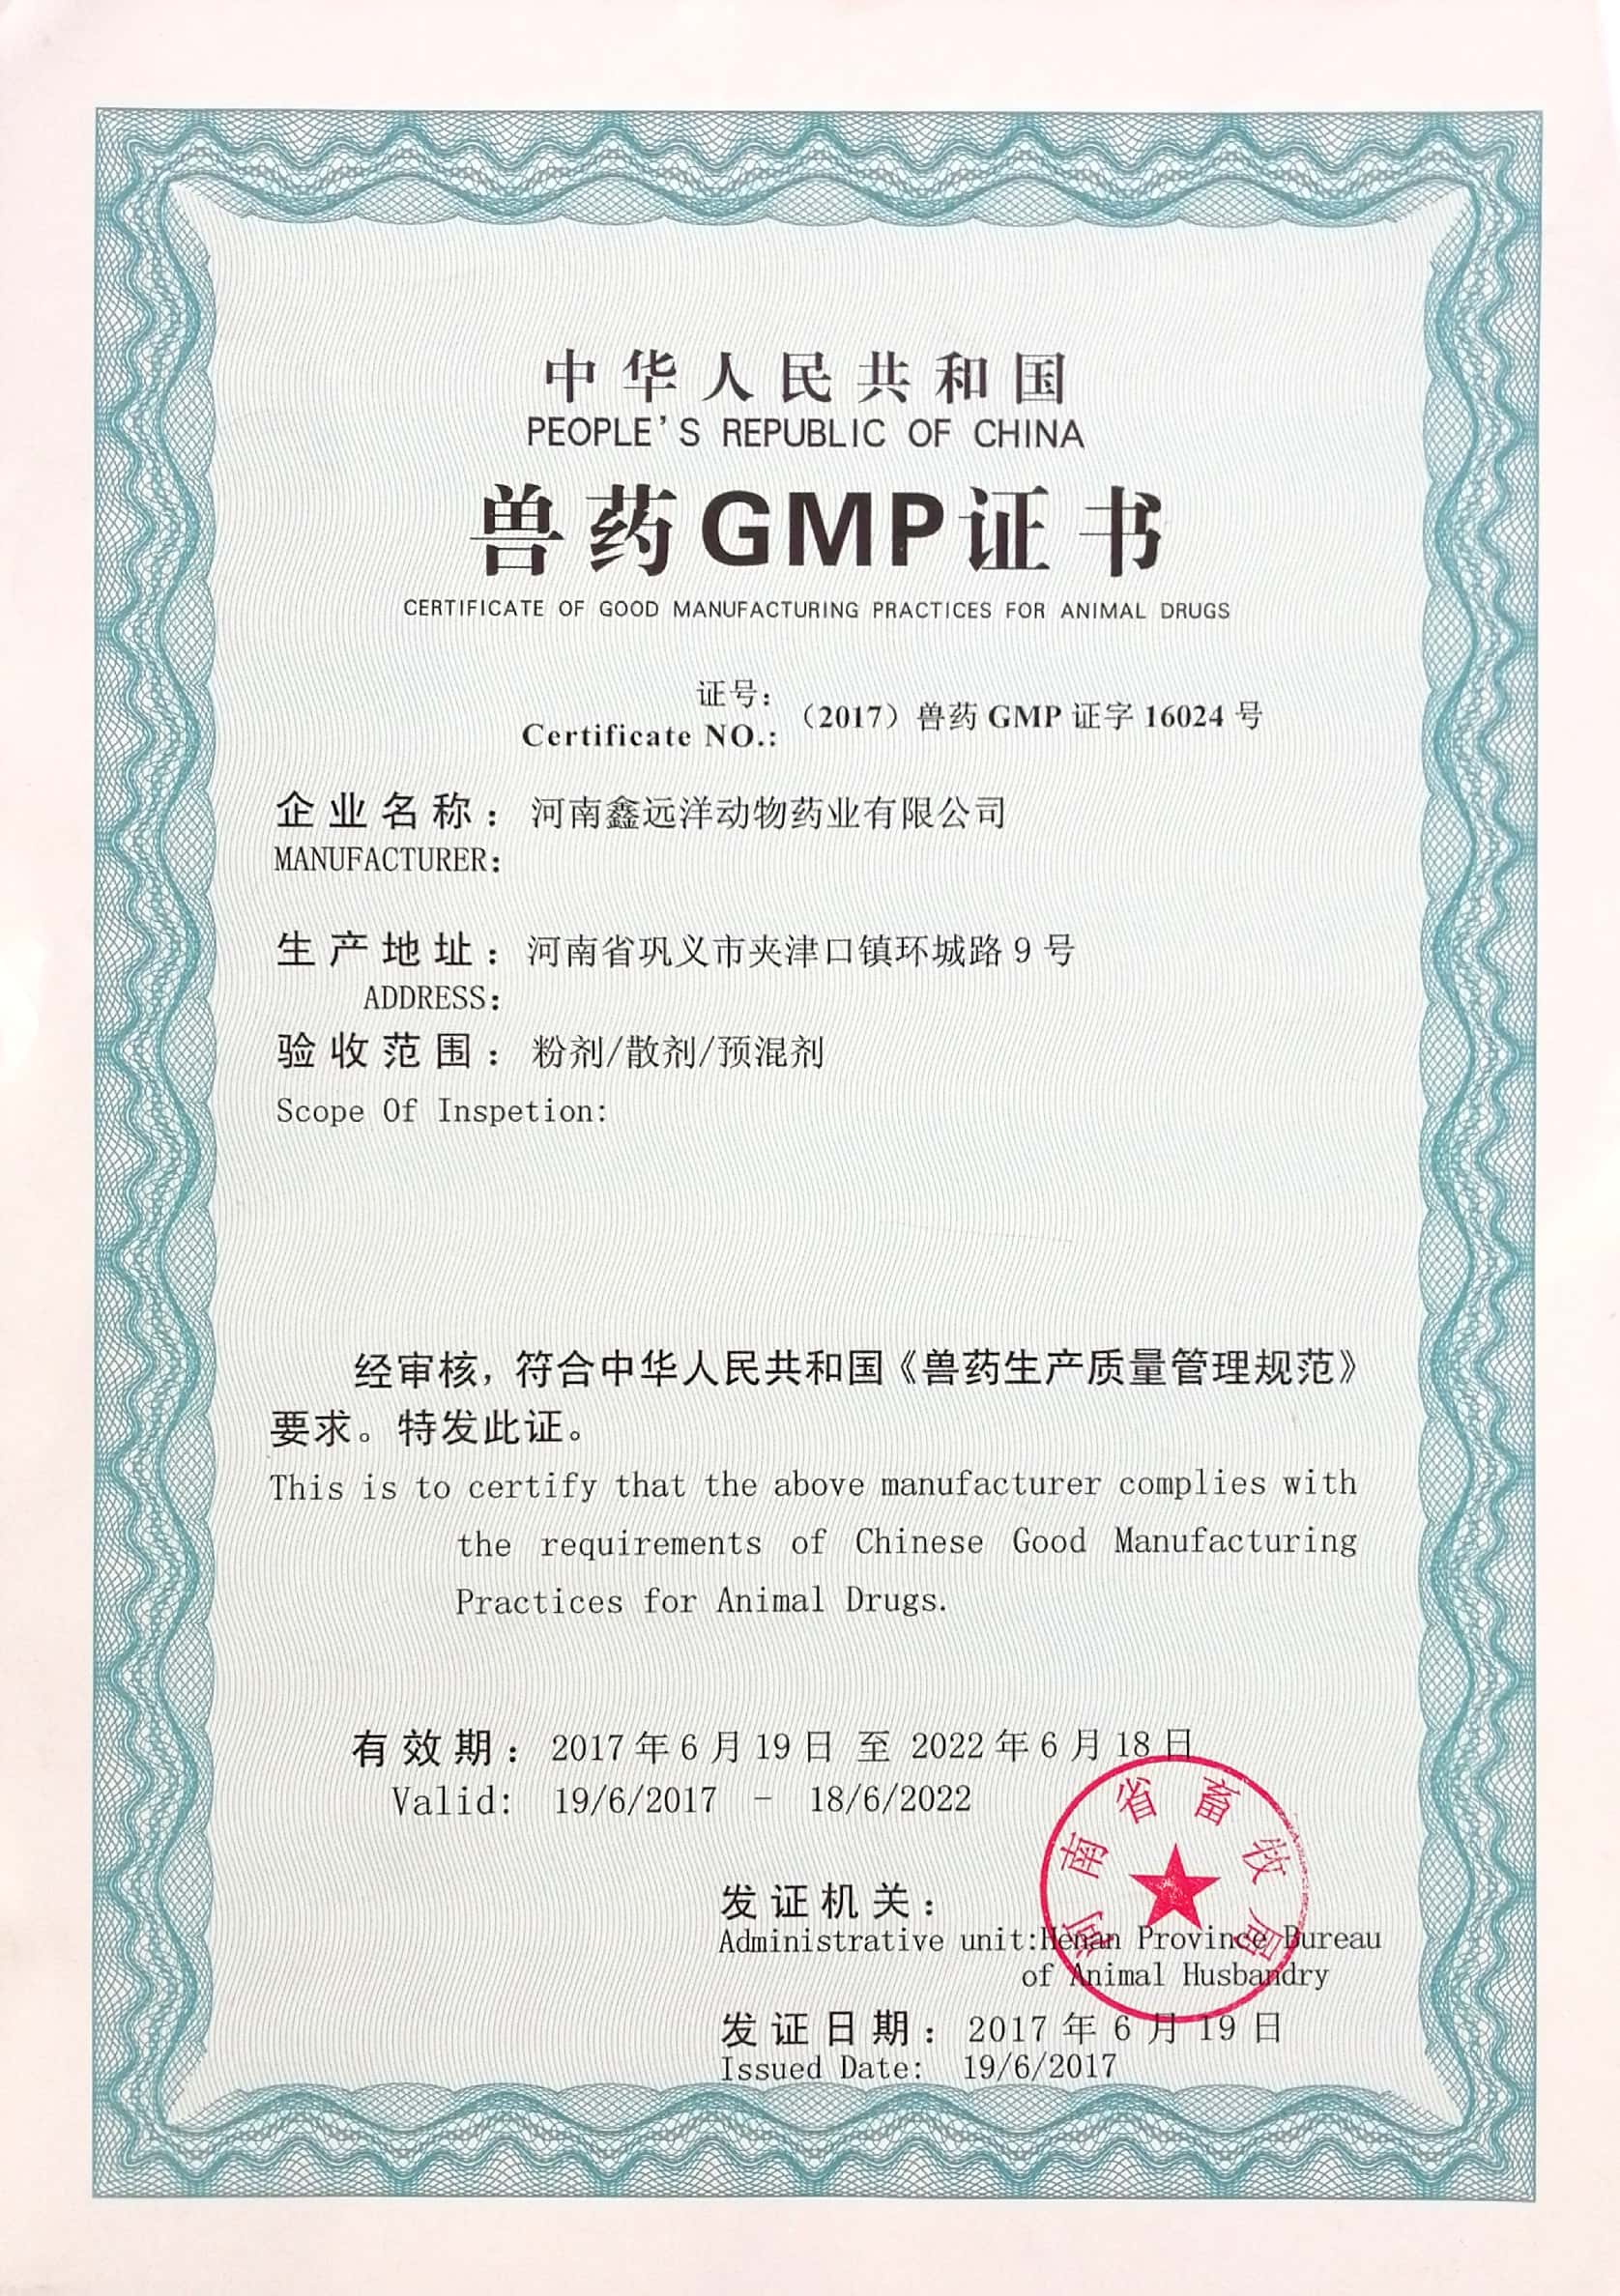 中华人民共和国
PEOPLE'S REPUBLIC OF CHINA
兽药GMP证书
CERTIFICATE OF GOOD MANUFACTURING PRACTICES FOR ANIMAL DRUGS
证号：
Certificate NO.:
（2017）兽药 GMP 证字 16024 号
企业名称：河南鑫远洋动物药业有限公司
MANUFACTURER:
生产地址：河南省巩义市夹津口镇环城路 9 号
ADDRESS:
验收范围：粉剂/散剂/预混剂
Scope Of Inspetion:
经审核，符合中华人民共和国《兽药生产质量管理规范》
要求。特发此证。
This is to certify that the above manufacturer complies with
the requirements of Chinese Good Manufacturing
Practices for Animal Drugs.
有效期：2017 年 6 月 19 日 至 2022 年 6 月 18 日
Valid: 19/6/2017 - 18/6/2022
河南省畜牧局
发证机关：
Administrative unit:Henan Province Bureau
of Animal Husbandry
发证日期：2017 年 6 月 19 日
Issued Date: 19/6/2017